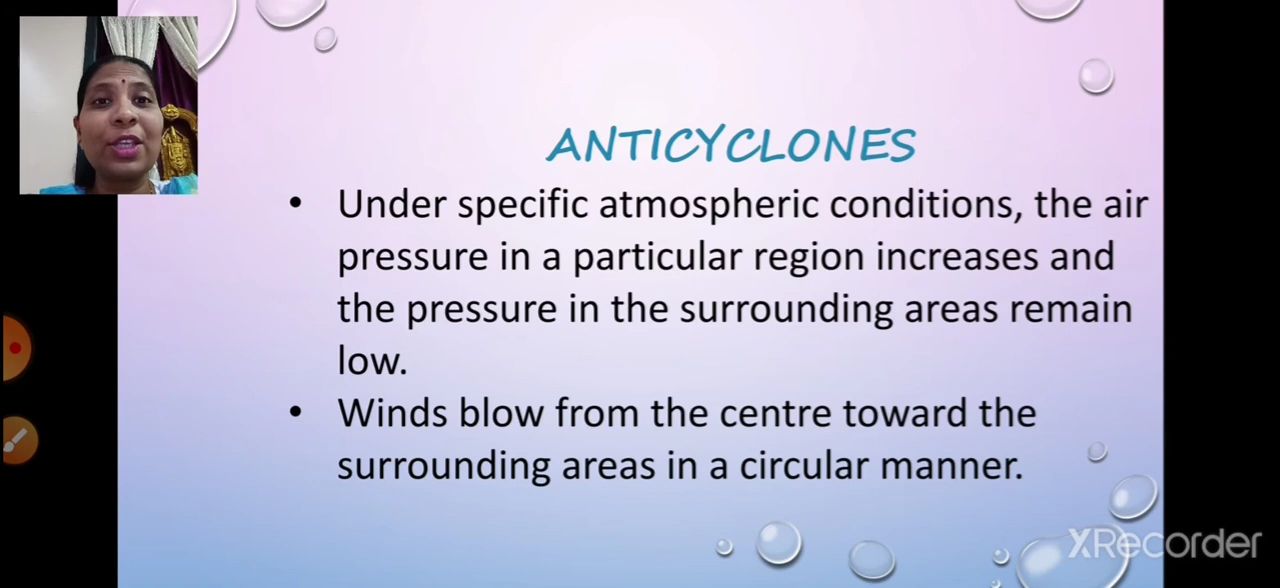 ANTICYCLONES
• Under specific atmospheric conditions, the air
pressure in a particular region increases and
the pressure in the surrounding areas remain
low.
• Winds blow from the centre toward the
surrounding areas in a circular manner.
XRecorder